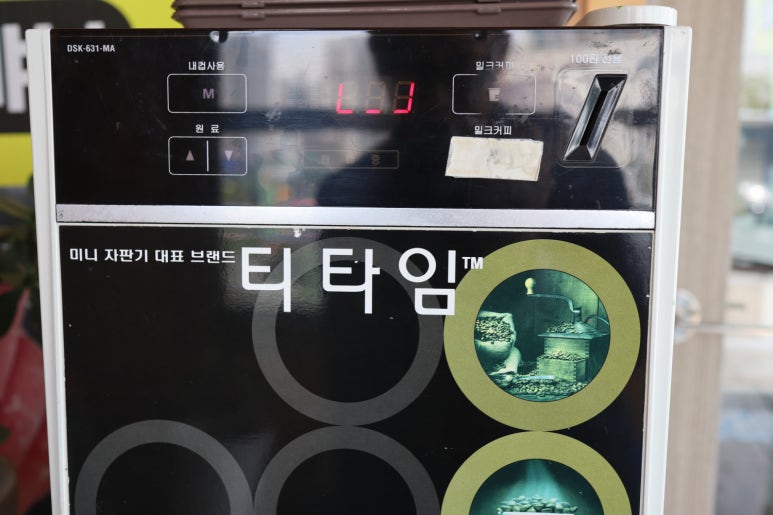 DSK-631-MA
내컵사용
M
원 료
밀크커피
밀크커피
100원 전용
미니 자판기 대표 브랜드
티타임™